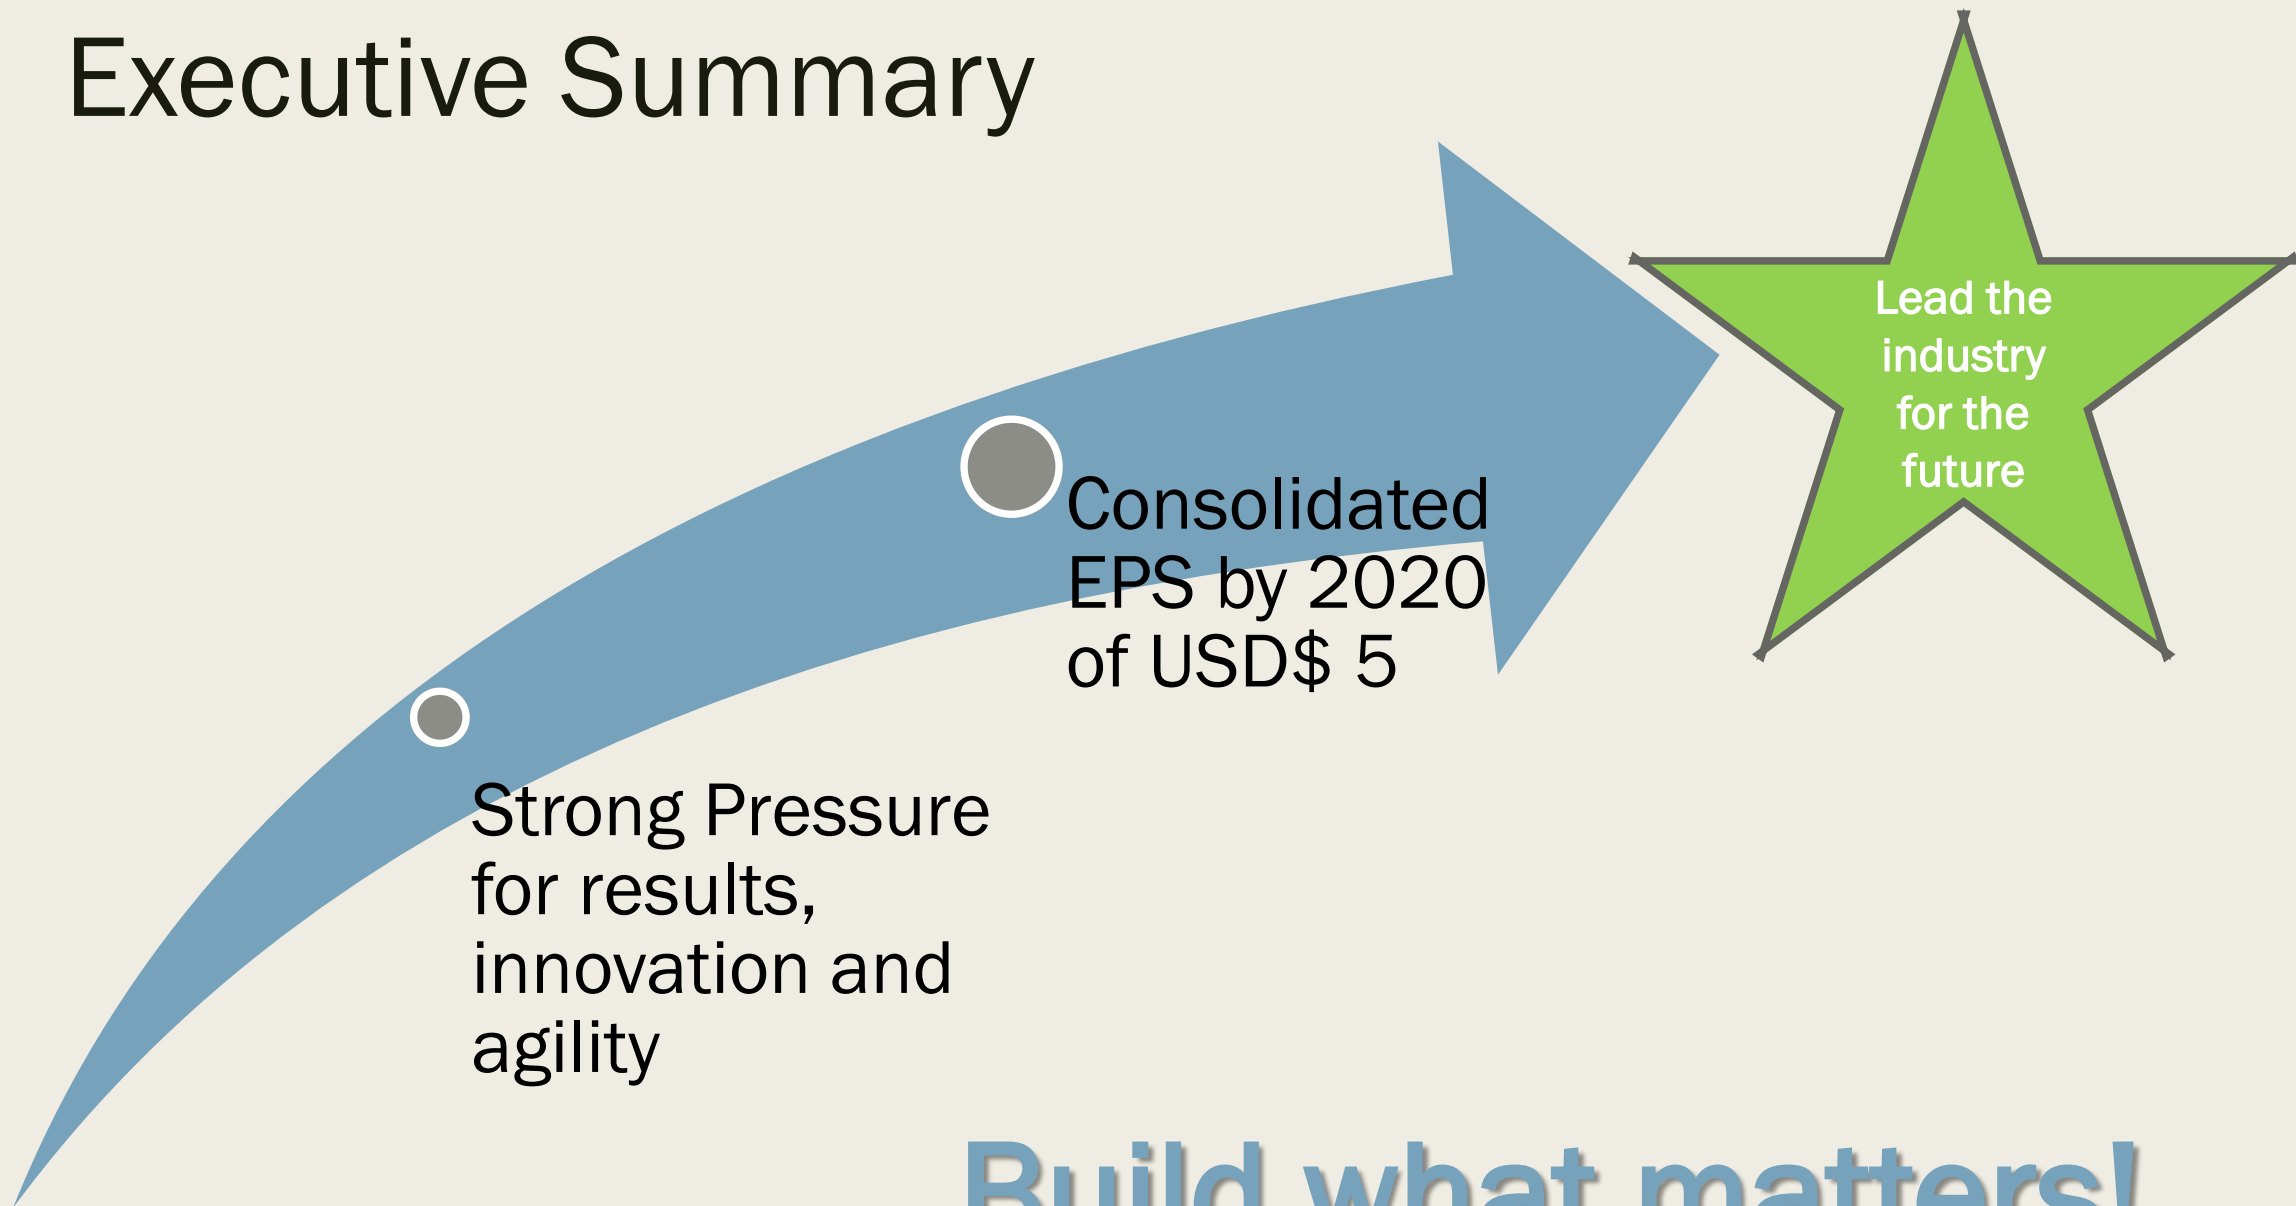 Executive Summary
Lead the
industry
for the
future
Consolidated
EPS by 2020
of USD$ 5
Strong Pressure
for results,
innovation and
agility
Build what matters!